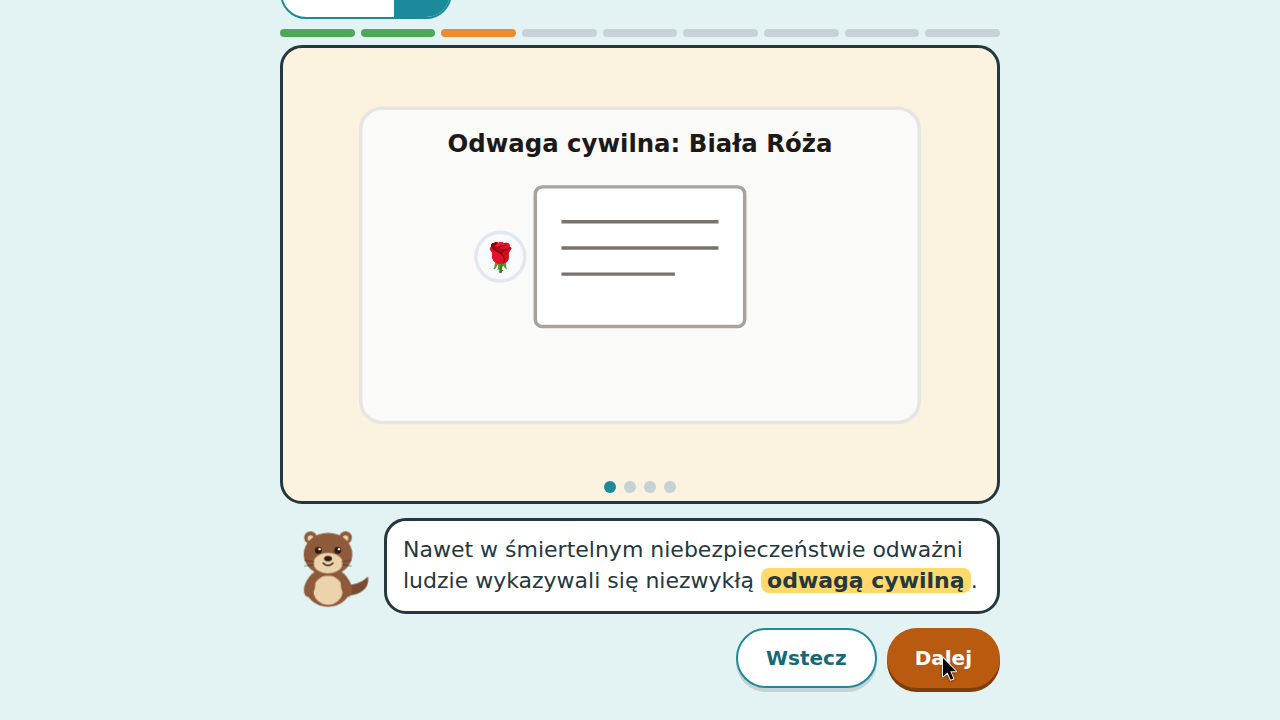 Odwaga cywilna: Biała Róża
Nawet w śmiertelnym niebezpieczeństwie odważni
ludzie wykazywali się niezwykłą odwagą cywilną.
Wstecz
Dalej